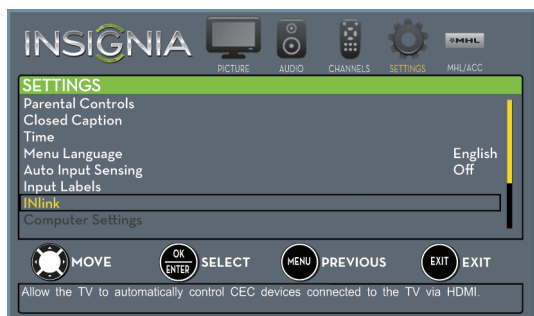 INSIGNIA
MHL
PICTURE AUDIO CHANNELS SETTINGS MHL/ACC
SETTINGS
Parental Controls
Closed Caption
Time
Menu Language English
Auto Input Sensing Off
Input Labels
INlink
Computer Settings
MOVE OK ENTER SELECT MENU PREVIOUS EXIT EXIT
Allow the TV to automatically control CEC devices connected to the TV via HDMI.